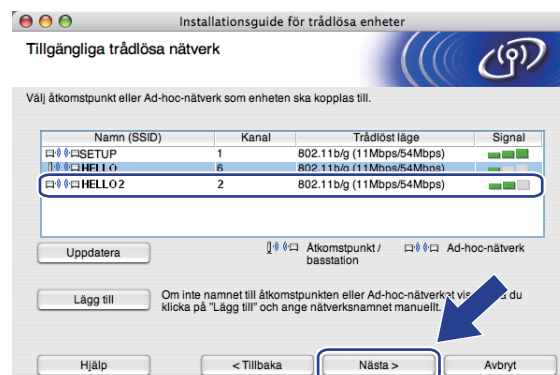 Installationsguide för trådlösa enheter
Tillgängliga trådlösa nätverk
Välj åtkomstpunkt eller Ad-hoc-nätverk som enheten ska kopplas till.
Namn (SSID) Kanal Trådlöst läge Signal
SETUP 1 802.11b/g (11Mbps/54Mbps)
HELLO 6 802.11b/g (11Mbps/54Mbps)
HELLO2 2 802.11b/g (11Mbps/54Mbps)
Uppdatera
Åtkomstpunkt / Ad-hoc-nätverk
basstation
Lägg till
Om inte namnet till åtkomstpunkten eller Ad-hoc-nätverket du
klicka på "Lägg till" och ange nätverksnamnet manuellt.
Hjälp < Tillbaka Nästa > Avbryt